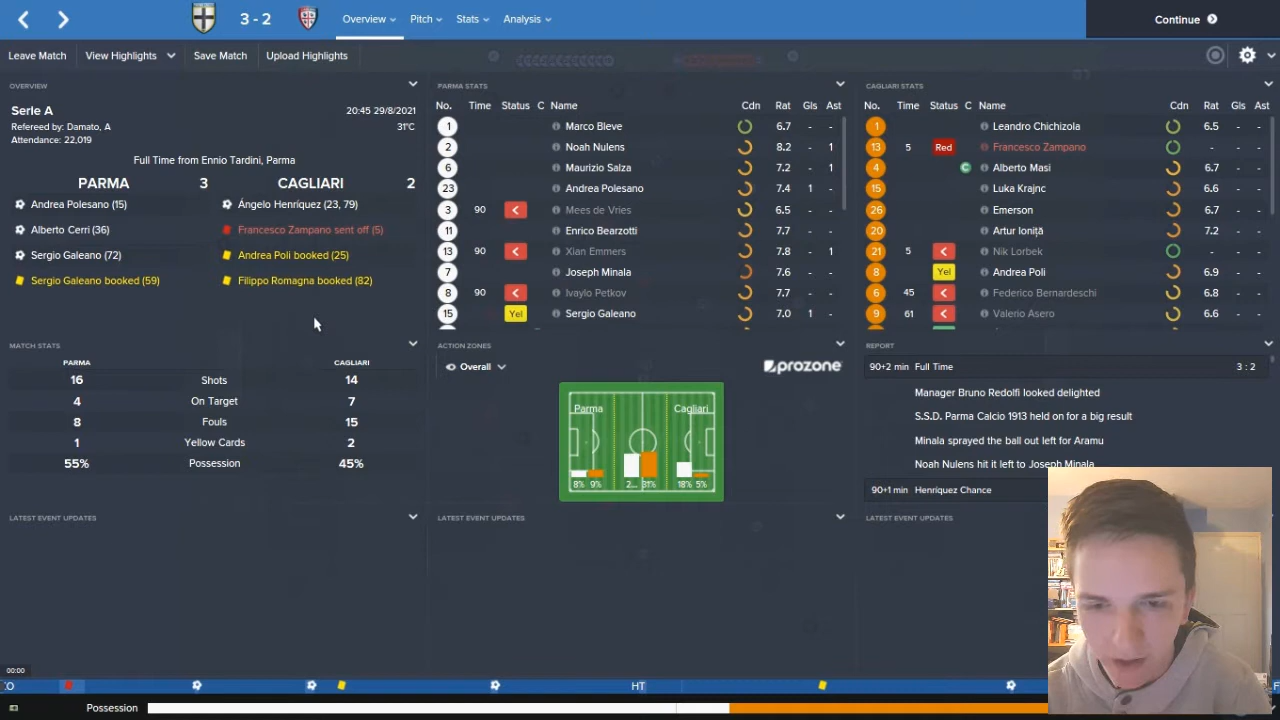 3 - 2 Overview Pitch Stats Analysis Continue
Leave Match View Highlights Save Match Upload Highlights
OVERVIEW
Serie A 20:45 29/8/2021
Refereed by: Damato, A 31°C
Attendance: 22,019
Full Time from Ennio Tardini, Parma
PARMA 3 CAGLIARI 2
Andrea Polesano (15) Ángelo Henríquez (23, 79)
Alberto Cerri (36) Francesco Zampano sent off (5)
Sergio Galeano (72) Andrea Poli booked (25)
Sergio Galeano booked (59) Filippo Romagna booked (82)
PARMA STATS
No. Time Status C Name Cdn Rat Gls Ast
1 Marco Bleve 6.7 - -
2 Noah Nulens 8.2 - 1
6 Maurizio Salza 7.2 - 1
23 Andrea Polesano 7.4 1 -
3 90 Mees de Vries 6.5 - -
11 Enrico Bearzotti 7.7 - -
13 90 Xian Emmers 7.8 - 1
7 Joseph Minala 7.6 - -
8 90 Ivaylo Petkov 7.7 - -
15 Yel Sergio Galeano 7.0 1 -
CAGLIARI STATS
No. Time Status C Name Cdn Rat Gls Ast
1 Leandro Chichizola 6.5 - -
13 5 Red Francesco Zampano - - -
4 C Alberto Masi 6.7 - -
15 Luka Krajnc 6.6 - -
26 Emerson 6.7 - -
20 Artur Ioniță 7.2 - -
21 5 Nik Lorbek - - -
8 Yel Andrea Poli 6.9 - -
6 45 Federico Bernardeschi 6.8 - -
9 61 Valerio Asero 6.6 - -
MATCH STATS
PARMA CAGLIARI
16 Shots 14
4 On Target 7
8 Fouls 15
1 Yellow Cards 2
55% Possession 45%
ACTION ZONES
Overall prozone
Parma Cagliari
8% 9% 2... 31% 18% 5%
REPORT
90+2 min Full Time 3 : 2
Manager Bruno Redolfi looked delighted
S.S.D. Parma Calcio 1913 held on for a big result
Minala sprayed the ball out left for Aramu
Noah Nulens hit it left to Joseph Minala
90+1 min Henríquez Chance
LATEST EVENT UPDATES LATEST EVENT UPDATES LATEST EVENT UPDATES
00:00
HT
Possession